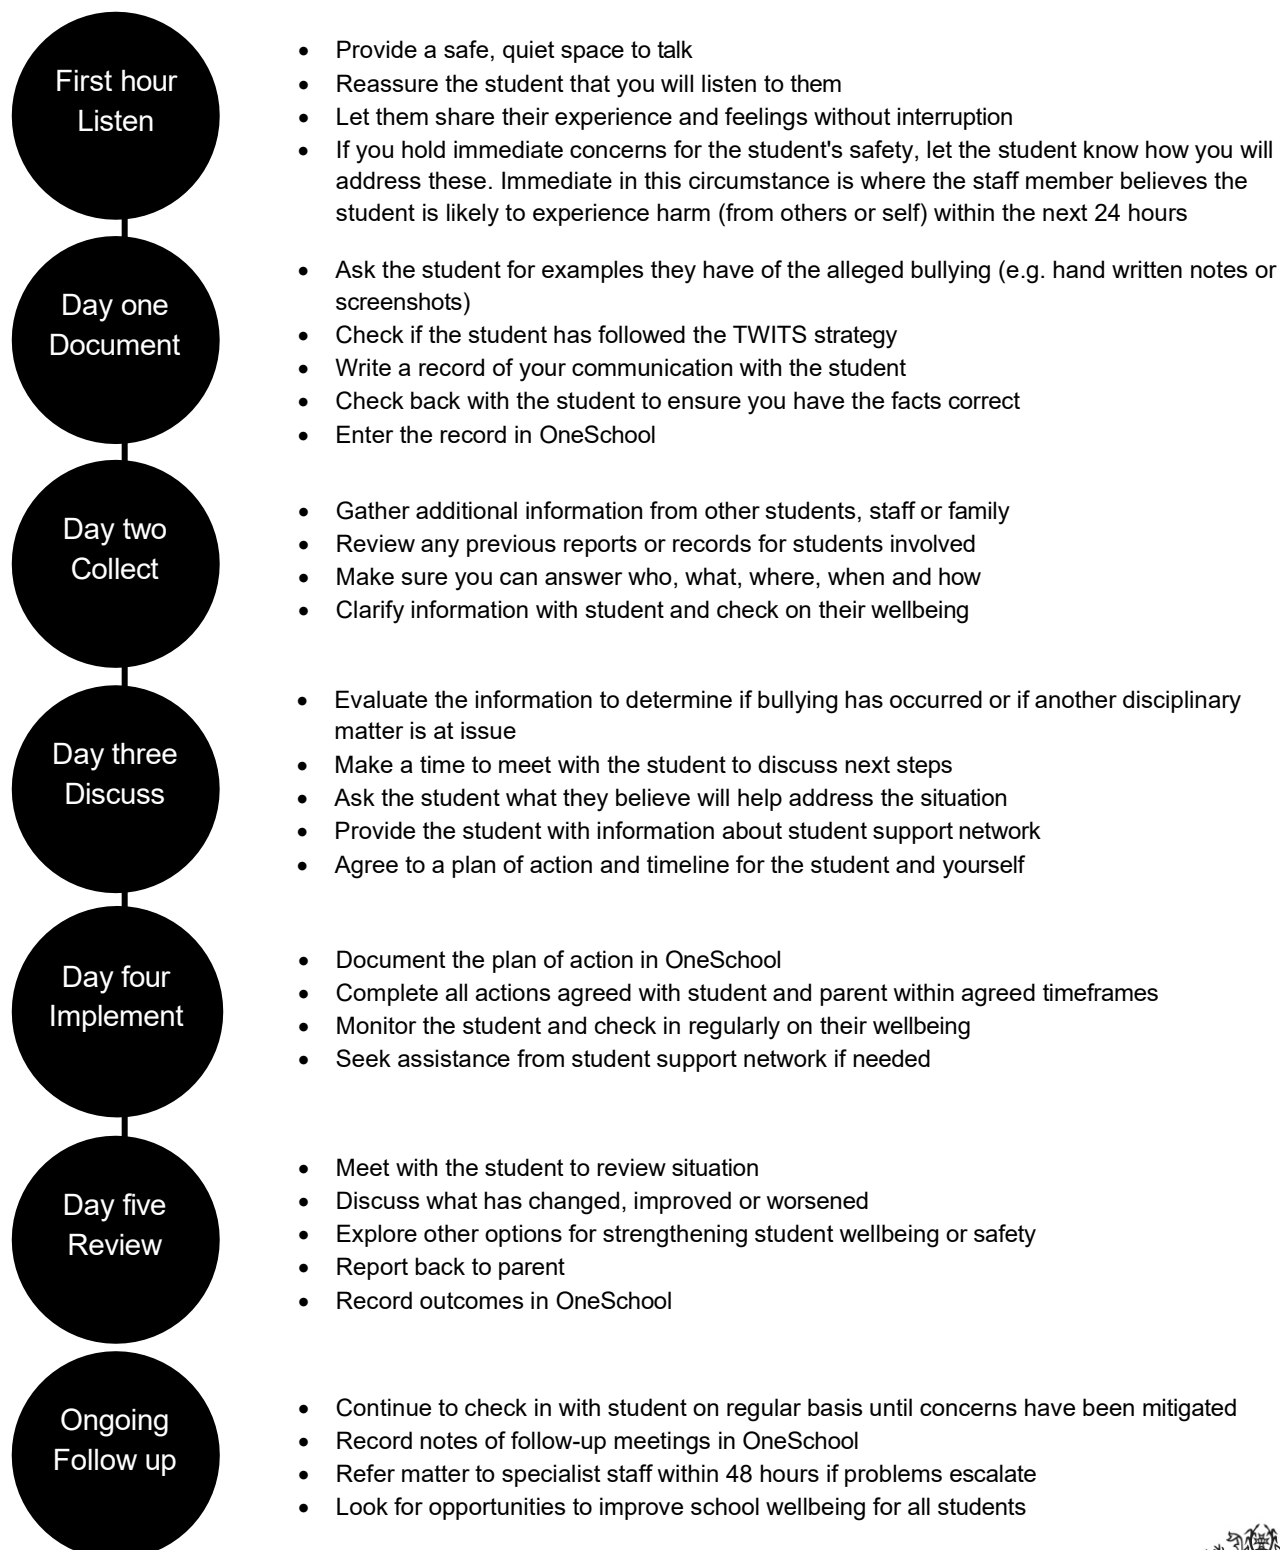 First hour
Listen
• Provide a safe, quiet space to talk
• Reassure the student that you will listen to them
• Let them share their experience and feelings without interruption
• If you hold immediate concerns for the student's safety, let the student know how you will
address these. Immediate in this circumstance is where the staff member believes the
student is likely to experience harm (from others or self) within the next 24 hours
Day one
Document
• Ask the student for examples they have of the alleged bullying (e.g. hand written notes or
screenshots)
• Check if the student has followed the TWITS strategy
• Write a record of your communication with the student
• Check back with the student to ensure you have the facts correct
• Enter the record in OneSchool
Day two
Collect
• Gather additional information from other students, staff or family
• Review any previous reports or records for students involved
• Make sure you can answer who, what, where, when and how
• Clarify information with student and check on their wellbeing
Day three
Discuss
• Evaluate the information to determine if bullying has occurred or if another disciplinary
matter is at issue
• Make a time to meet with the student to discuss next steps
• Ask the student what they believe will help address the situation
• Provide the student with information about student support network
• Agree to a plan of action and timeline for the student and yourself
Day four
Implement
• Document the plan of action in OneSchool
• Complete all actions agreed with student and parent within agreed timeframes
• Monitor the student and check in regularly on their wellbeing
• Seek assistance from student support network if needed
Day five
Review
• Meet with the student to review situation
• Discuss what has changed, improved or worsened
• Explore other options for strengthening student wellbeing or safety
• Report back to parent
• Record outcomes in OneSchool
Ongoing
Follow up
• Continue to check in with student on regular basis until concerns have been mitigated
• Record notes of follow-up meetings in OneSchool
• Refer matter to specialist staff within 48 hours if problems escalate
• Look for opportunities to improve school wellbeing for all students